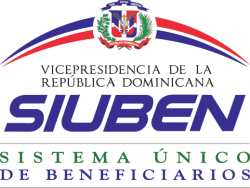 VICEPRESIDENCIA DE LA
REPÚBLICA DOMINICANA
SIUBEN
SISTEMA ÚNICO
DE BENEFICIARIOS